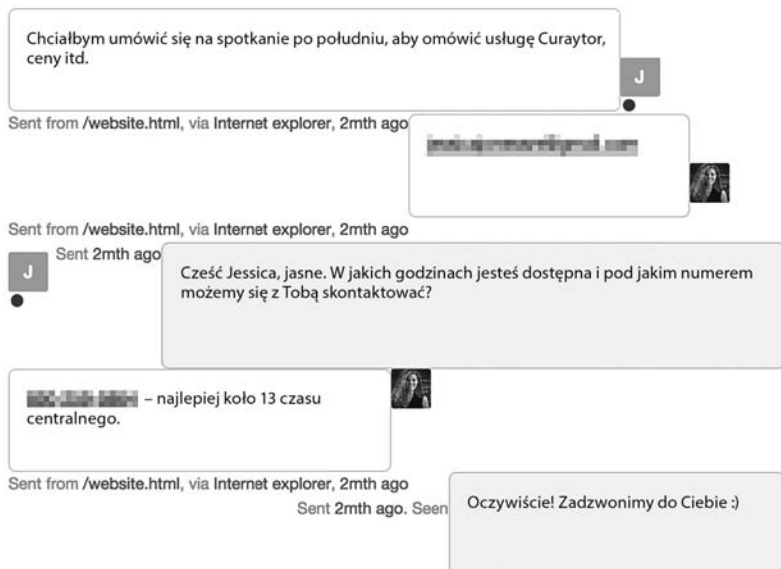 Chciałbym umówić się na spotkanie po południu, aby omówić usługę Curaytor,
ceny itd.
J
Sent from /website.html, via Internet explorer, 2mth ago
Sent from /website.html, via Internet explorer, 2mth ago
Sent 2mth ago
J
Cześć Jessica, jasne. W jakich godzinach jesteś dostępna i pod jakim numerem
możemy się z Tobą skontaktować?
– najlepiej koło 13 czasu
centralnego.
Sent from /website.html, via Internet explorer, 2mth ago
Sent 2mth ago. Seen
Oczywiście! Zadzwonimy do Ciebie :)